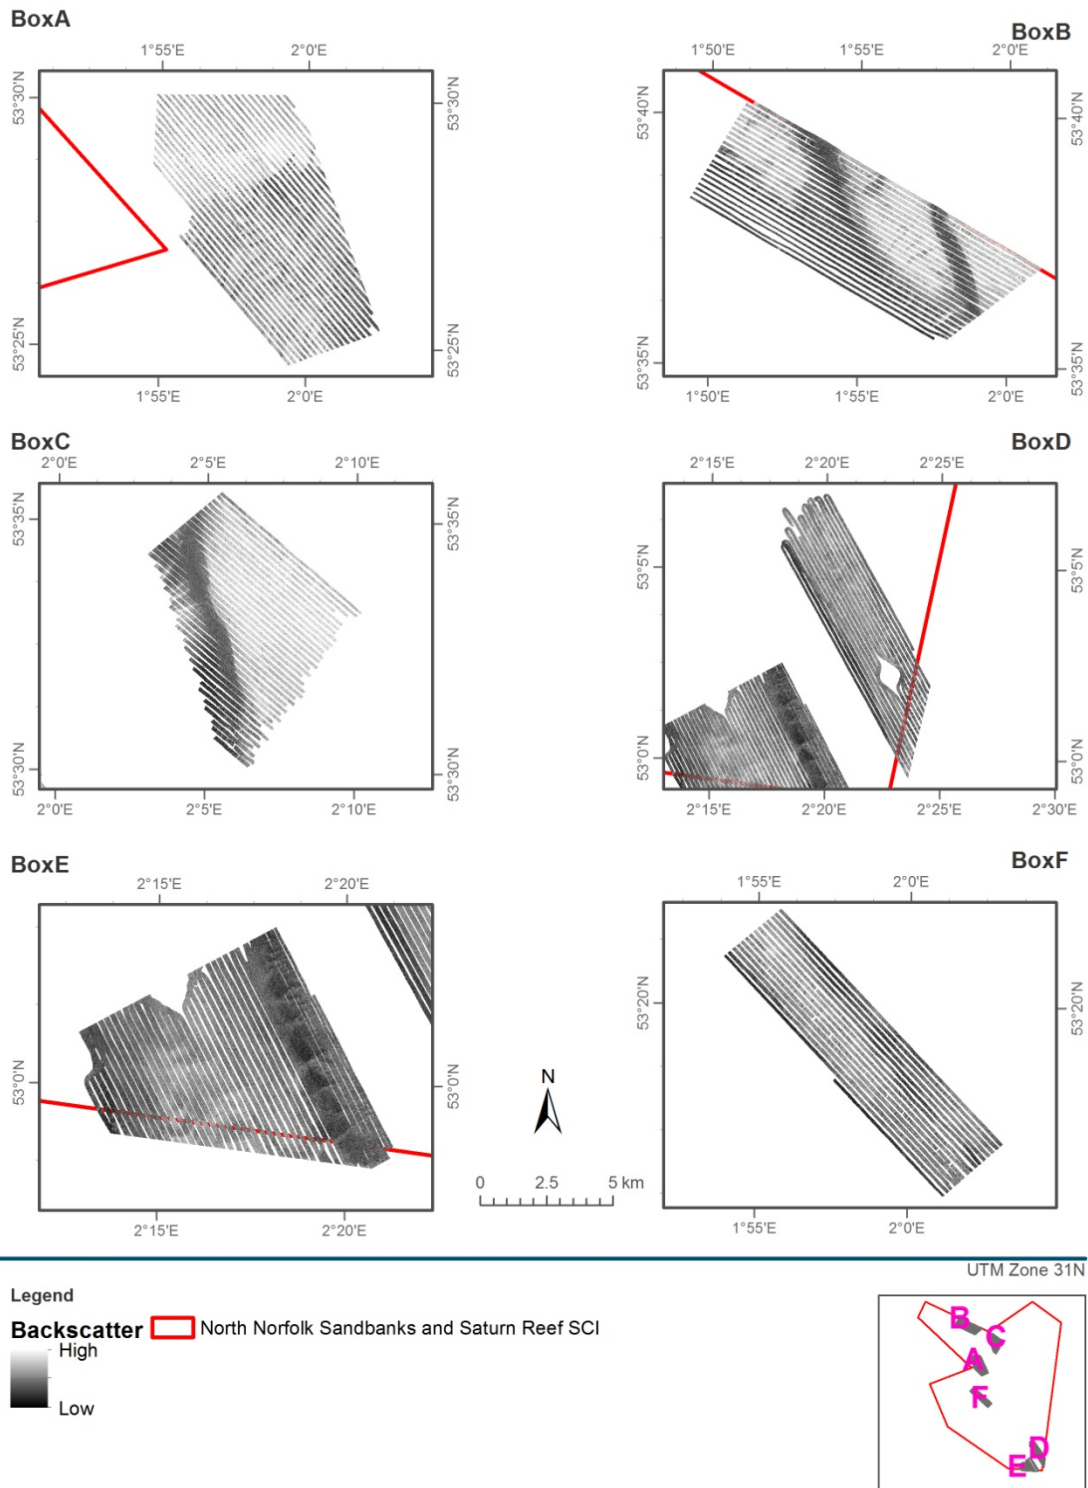 BoxA
1°55'E 2°0'E
53°30'N 53°30'N
53°25'N 53°25'N
1°55'E 2°0'E
BoxB
1°50'E 1°55'E 2°0'E
53°40'N 53°40'N
53°35'N 53°35'N
1°50'E 1°55'E 2°0'E
BoxC
2°0'E 2°5'E 2°10'E
53°35'N 53°35'N
53°30'N 53°30'N
2°0'E 2°5'E 2°10'E
BoxD
2°15'E 2°20'E 2°25'E
53°5'N 53°5'N
53°0'N 53°0'N
2°15'E 2°20'E 2°25'E 2°30'E
BoxE
2°15'E 2°20'E
53°0'N 53°0'N
2°15'E 2°20'E
BoxF
1°55'E 2°0'E
53°20'N 53°20'N
1°55'E 2°0'E
N
0 2.5 5 km
UTM Zone 31N
Legend
Backscatter North Norfolk Sandbanks and Saturn Reef SCI
High
Low
B
C
A
F
D
E